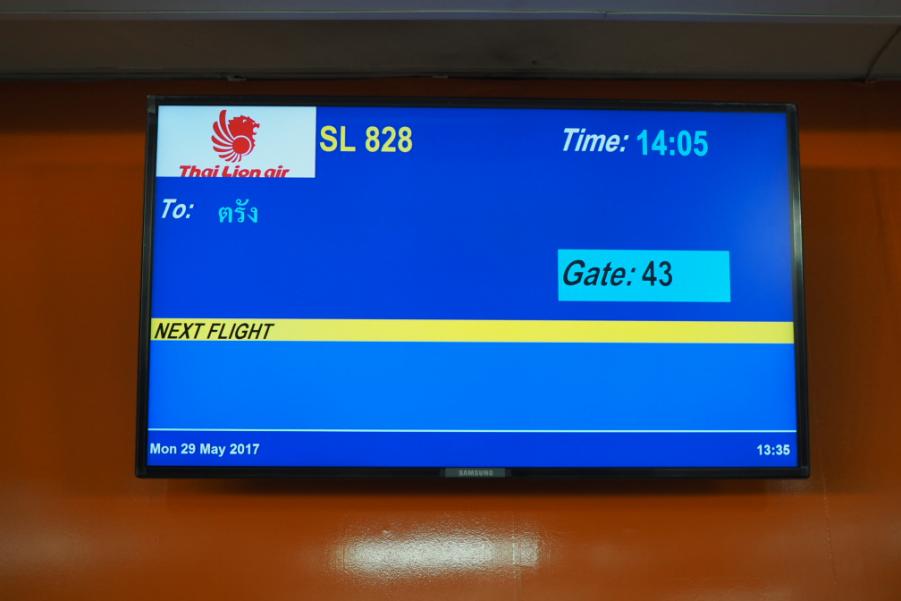 Thai Lion air
SL 828
Time: 14:05
To: ตรัง
Gate: 43
NEXT FLIGHT
Mon 29 May 2017
13:35
SAMSUNG